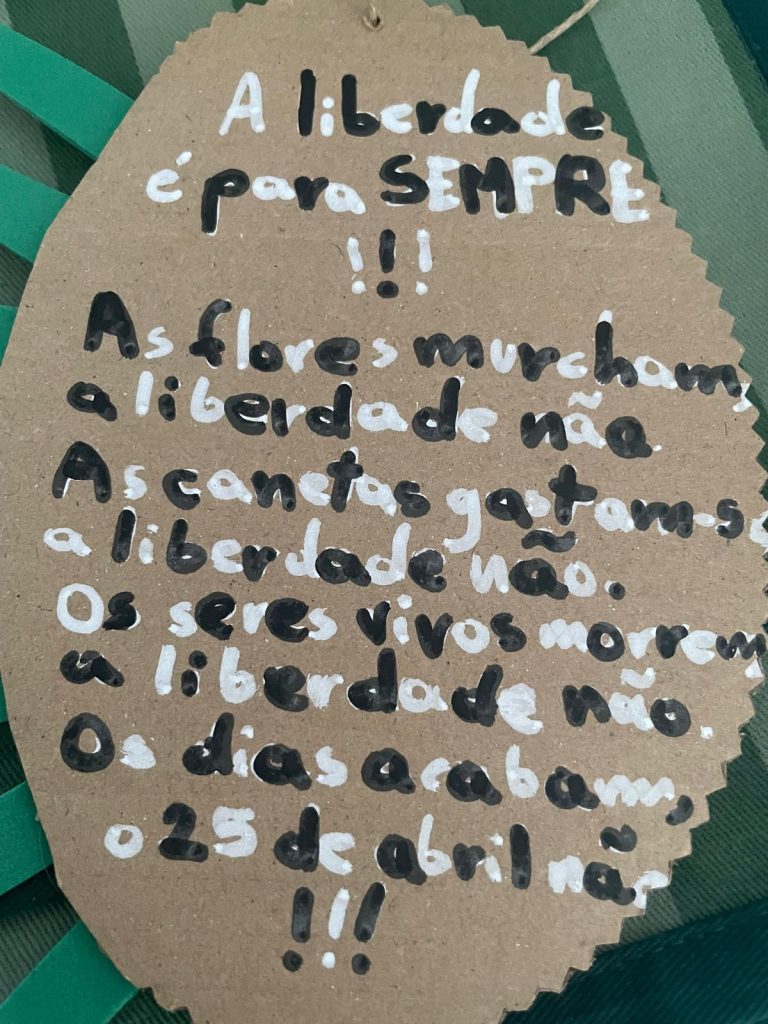 A liberdade
é para SEMPRE
!!!
As flores murcham,
a liberdade não.
As canetas gastam-se
a liberdade não.
Os seres vivos morrem,
a liberdade não.
Os dias acabam,
o 25 de abril não
!!!